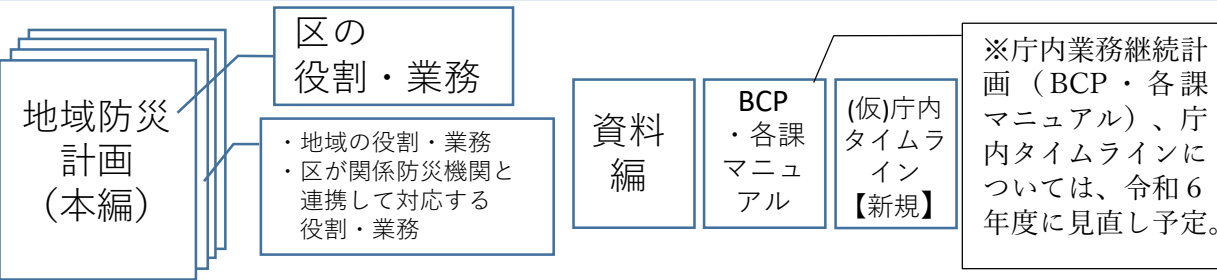 地域防災
計画
（本編）
区の
役割・業務
・地域の役割・業務
・区が関係防災機関と
連携して対応する
役割・業務
資料
編
BCP
・各課
マニュ
アル
(仮)庁内
タイムラ
イン
【新規】
※庁内業務継続計
画（BCP・各課
マニュアル）、庁
内タイムラインに
ついては、令和６
年度に見直し予定。